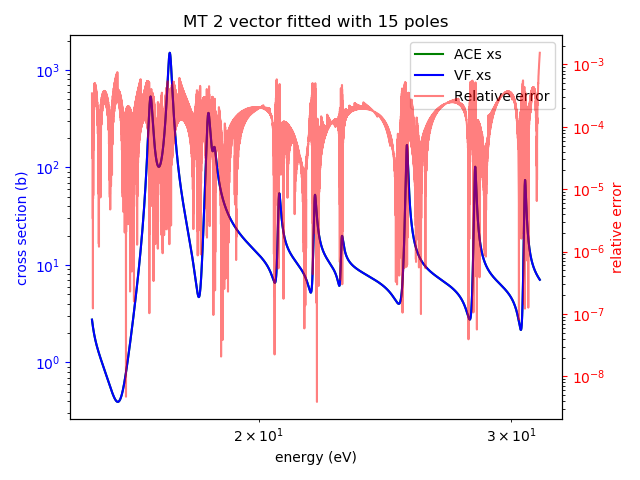 MT 2 vector fitted with 15 poles
ACE xs
VF xs
Relative error
10³
10²
10¹
10⁰
cross section (b)
10⁻³
10⁻⁴
10⁻⁵
10⁻⁶
10⁻⁷
10⁻⁸
relative error
2 × 10¹
3 × 10¹
energy (eV)